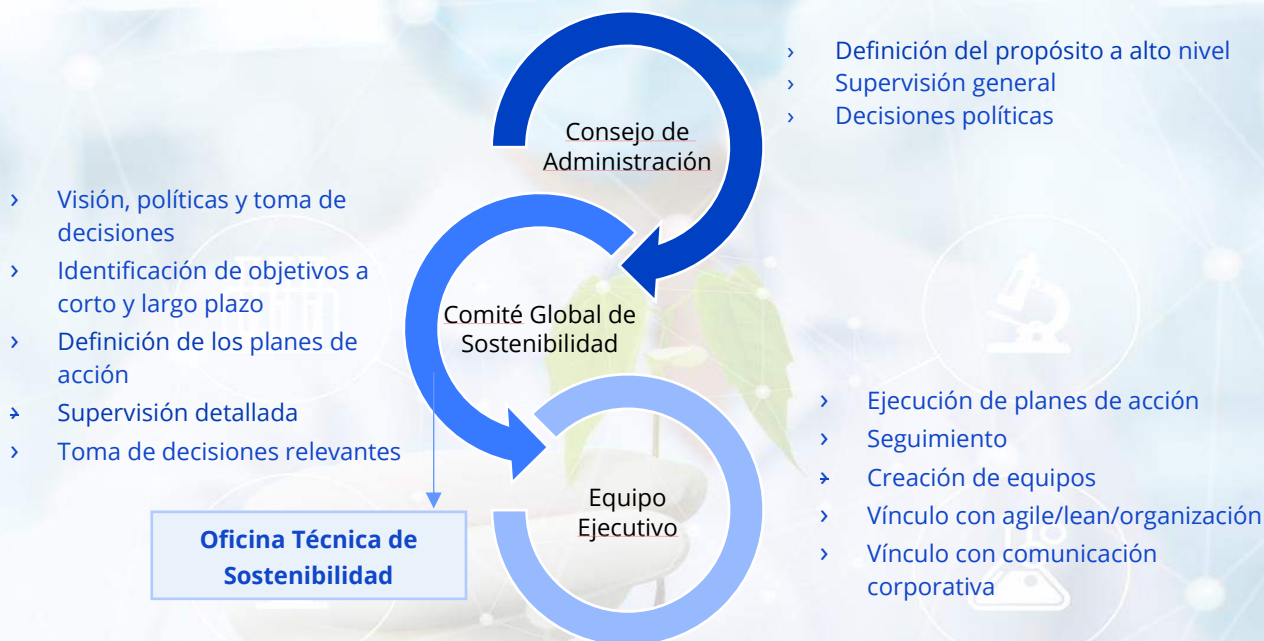 Consejo de
Administración
› Definición del propósito a alto nivel
› Supervisión general
› Decisiones políticas
› Visión, políticas y toma de
decisiones
› Identificación de objetivos a
corto y largo plazo
› Definición de los planes de
acción
› Supervisión detallada
› Toma de decisiones relevantes
Comité Global de
Sostenibilidad
Oficina Técnica de
Sostenibilidad
Equipo
Ejecutivo
› Ejecución de planes de acción
› Seguimiento
› Creación de equipos
› Vínculo con agile/lean/organización
› Vínculo con comunicación
corporativa